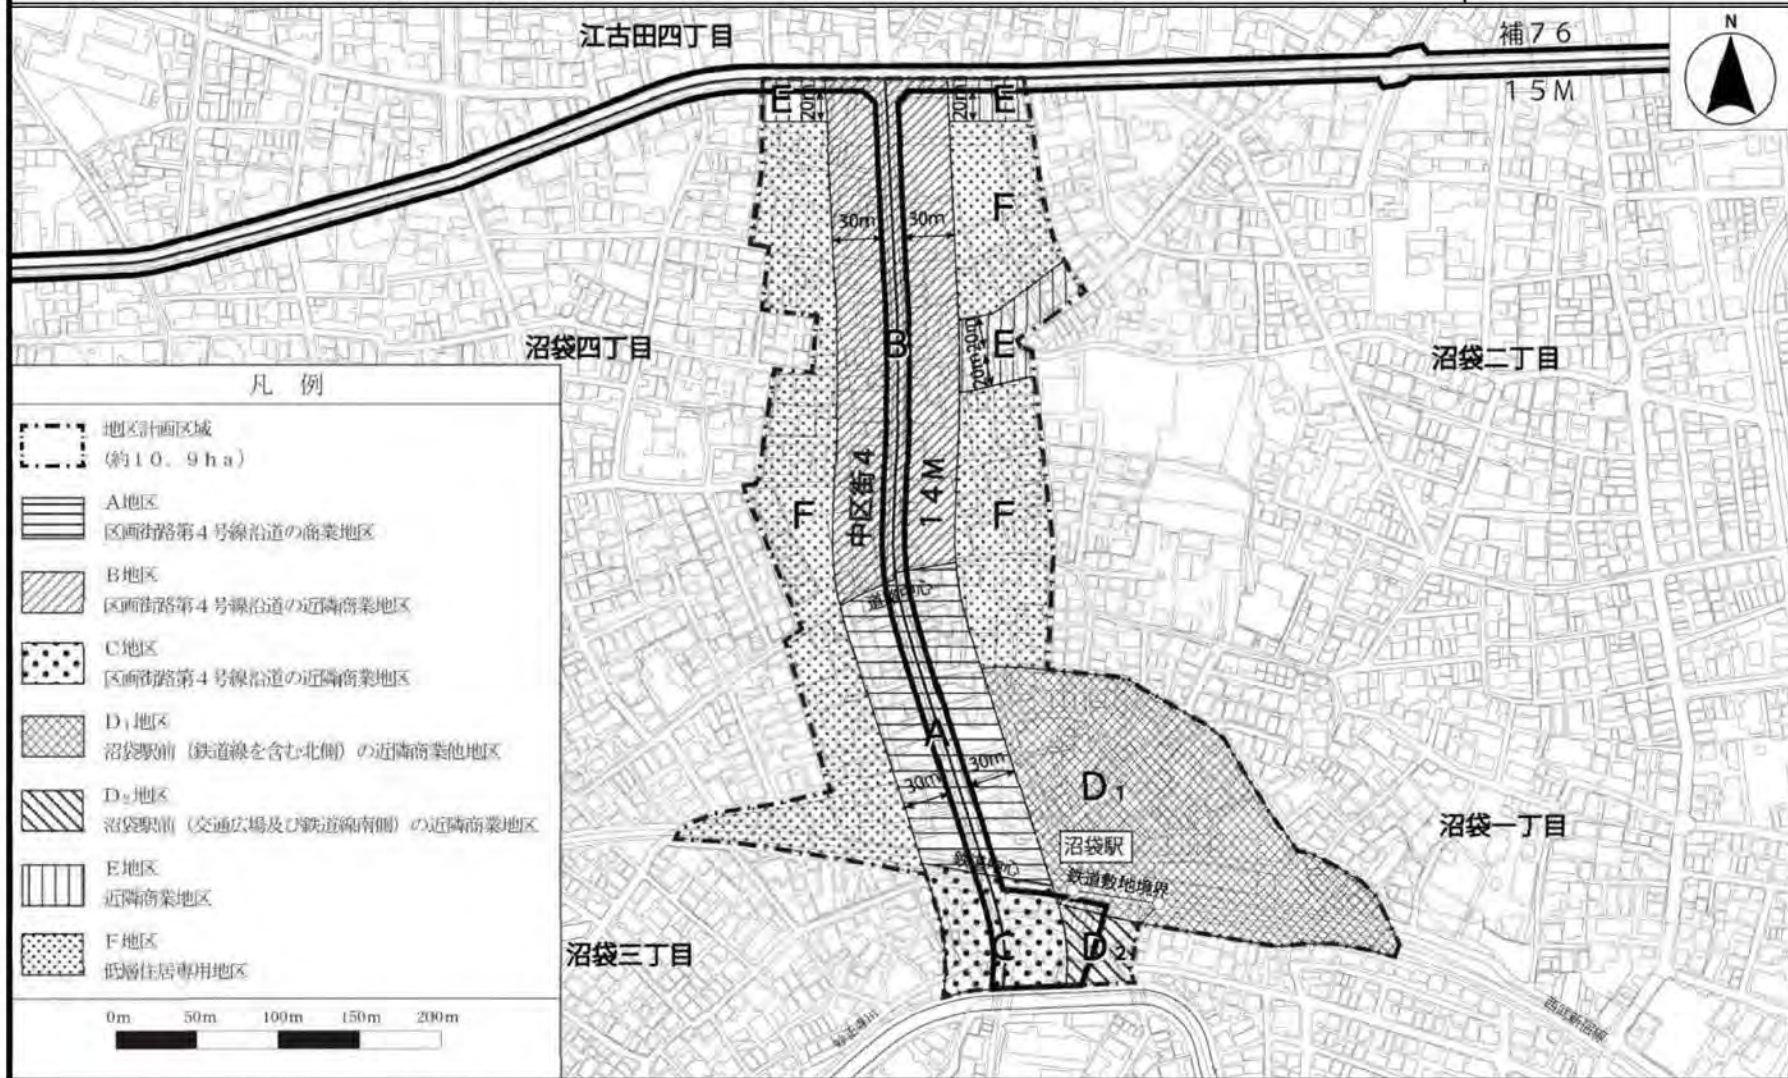 江古田四丁目
補76
15M
N
E
20m
20m
E
30m
30m
F
B
E
20m
20m
沼袋四丁目
沼袋二丁目
中区街4
14M
F
F
道路中心
A
30m
30m
D1
沼袋駅
鉄道中心
鉄道敷地境界
沼袋一丁目
沼袋三丁目
C
D2
西武新宿線
凡 例
地区計画区域
(約10.9ha)
A地区
区画街路第4号線沿道の商業地区
B地区
区画街路第4号線沿道の近隣商業地区
C地区
区画街路第4号線沿道の近隣商業地区
D1地区
沼袋駅前(鉄道線を含む北側)の近隣商業他地区
D2地区
沼袋駅前(交通広場及び鉄道線南側)の近隣商業地区
E地区
近隣商業地区
F地区
低層住居専用地区
0m 50m 100m 150m 200m